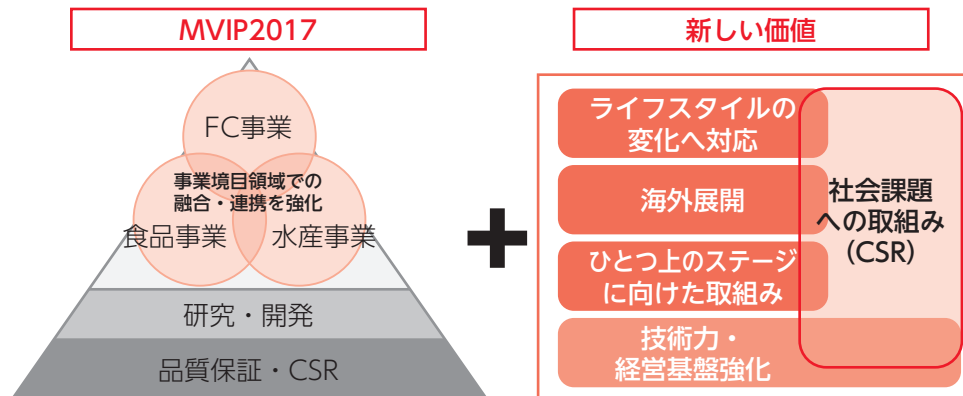 MVIP2017
FC事業
事業境目領域での
融合・連携を強化
食品事業
水産事業
研究・開発
品質保証・CSR
新しい価値
ライフスタイルの
変化へ対応
海外展開
ひとつ上のステージ
に向けた取組み
技術力・
経営基盤強化
社会課題
への取組み
（CSR）